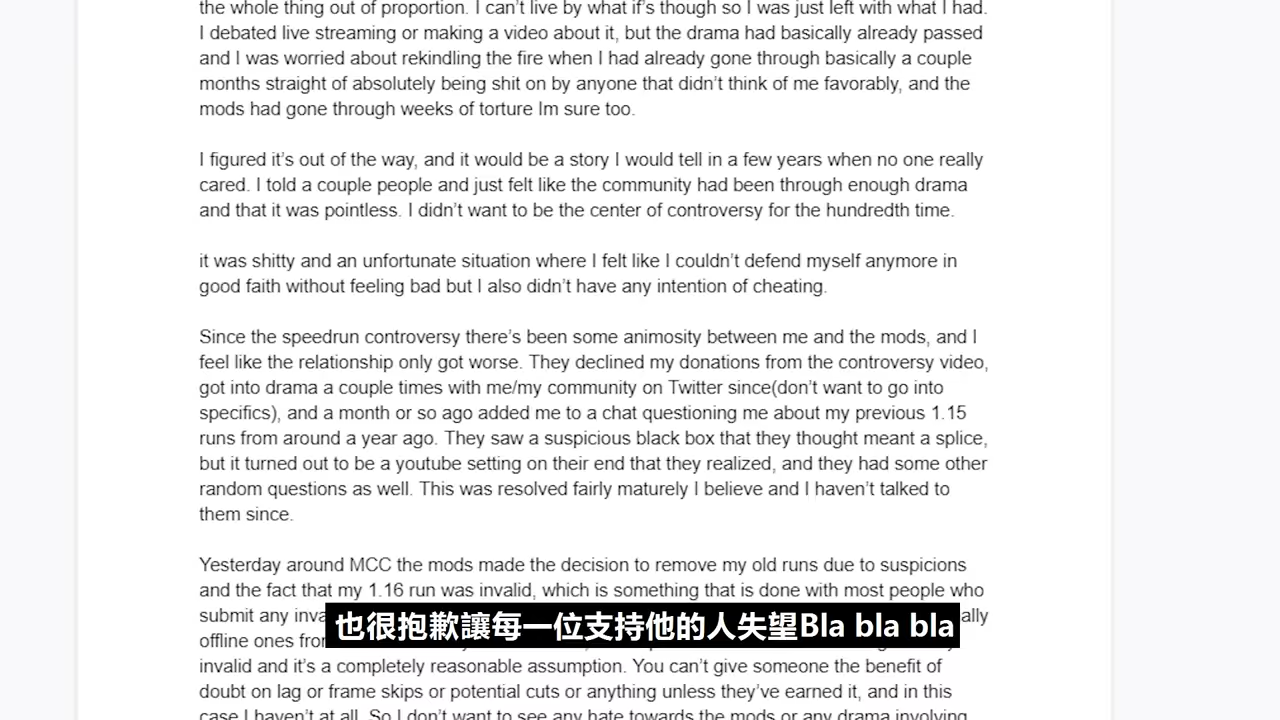 the whole thing out of proportion. I can't live by what if's though so I was just left with what I had.
I debated live streaming or making a video about it, but the drama had basically already passed
and I was worried about rekindling the fire when I had already gone through basically a couple
months straight of absolutely being shit on by anyone that didn't think of me favorably, and the
mods had gone through weeks of torture Im sure too.
I figured it's out of the way, and it would be a story I would tell in a few years when no one really
cared. I told a couple people and just felt like the community had been through enough drama
and that it was pointless. I didn't want to be the center of controversy for the hundredth time.
it was shitty and an unfortunate situation where I felt like I couldn't defend myself anymore in
good faith without feeling bad but I also didn't have any intention of cheating.
Since the speedrun controversy there's been some animosity between me and the mods, and I
feel like the relationship only got worse. They declined my donations from the controversy video,
got into drama a couple times with me/my community on Twitter since(don't want to go into
specifics), and a month or so ago added me to a chat questioning me about my previous 1.15
runs from around a year ago. They saw a suspicious black box that they thought meant a splice,
but it turned out to be a youtube setting on their end that they realized, and they had some other
random questions as well. This was resolved fairly maturely I believe and I haven't talked to
them since.
Yesterday around MCC the mods made the decision to remove my old runs due to suspicions
and the fact that my 1.16 run was invalid, which is something that is done with most people who
submit any
offline ones
也很抱歉讓每一位支持他的人失望Bla bla bla
invalid and it's a completely reasonable assumption. You can't give someone the benefit of
doubt on lag or frame skips or potential cuts or anything unless they've earned it, and in this
case I haven't at all. So I don't want to see any hate towards the mods or any drama involving